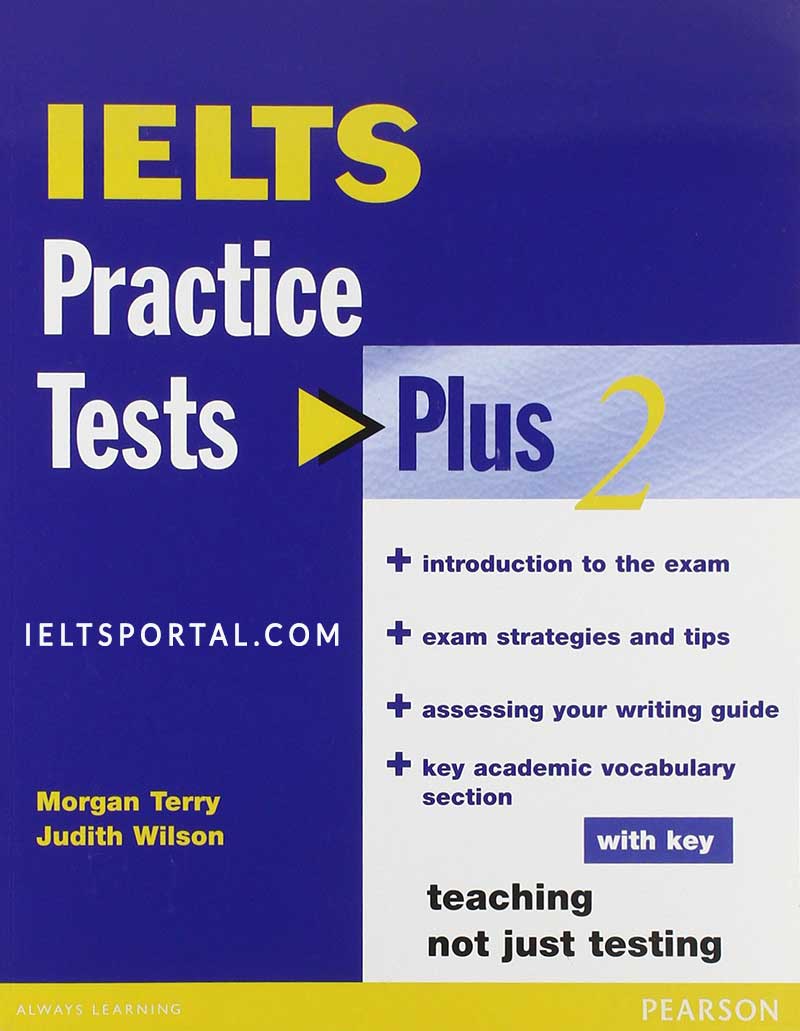 IELTS
Practice
Tests
Plus 2
+ introduction to the exam
IELTSPORTAL.COM
+ exam strategies and tips
+ assessing your writing guide
+ key academic vocabulary
section
Morgan Terry
Judith Wilson
with key
teaching
not just testing
ALWAYS LEARNING
PEARSON